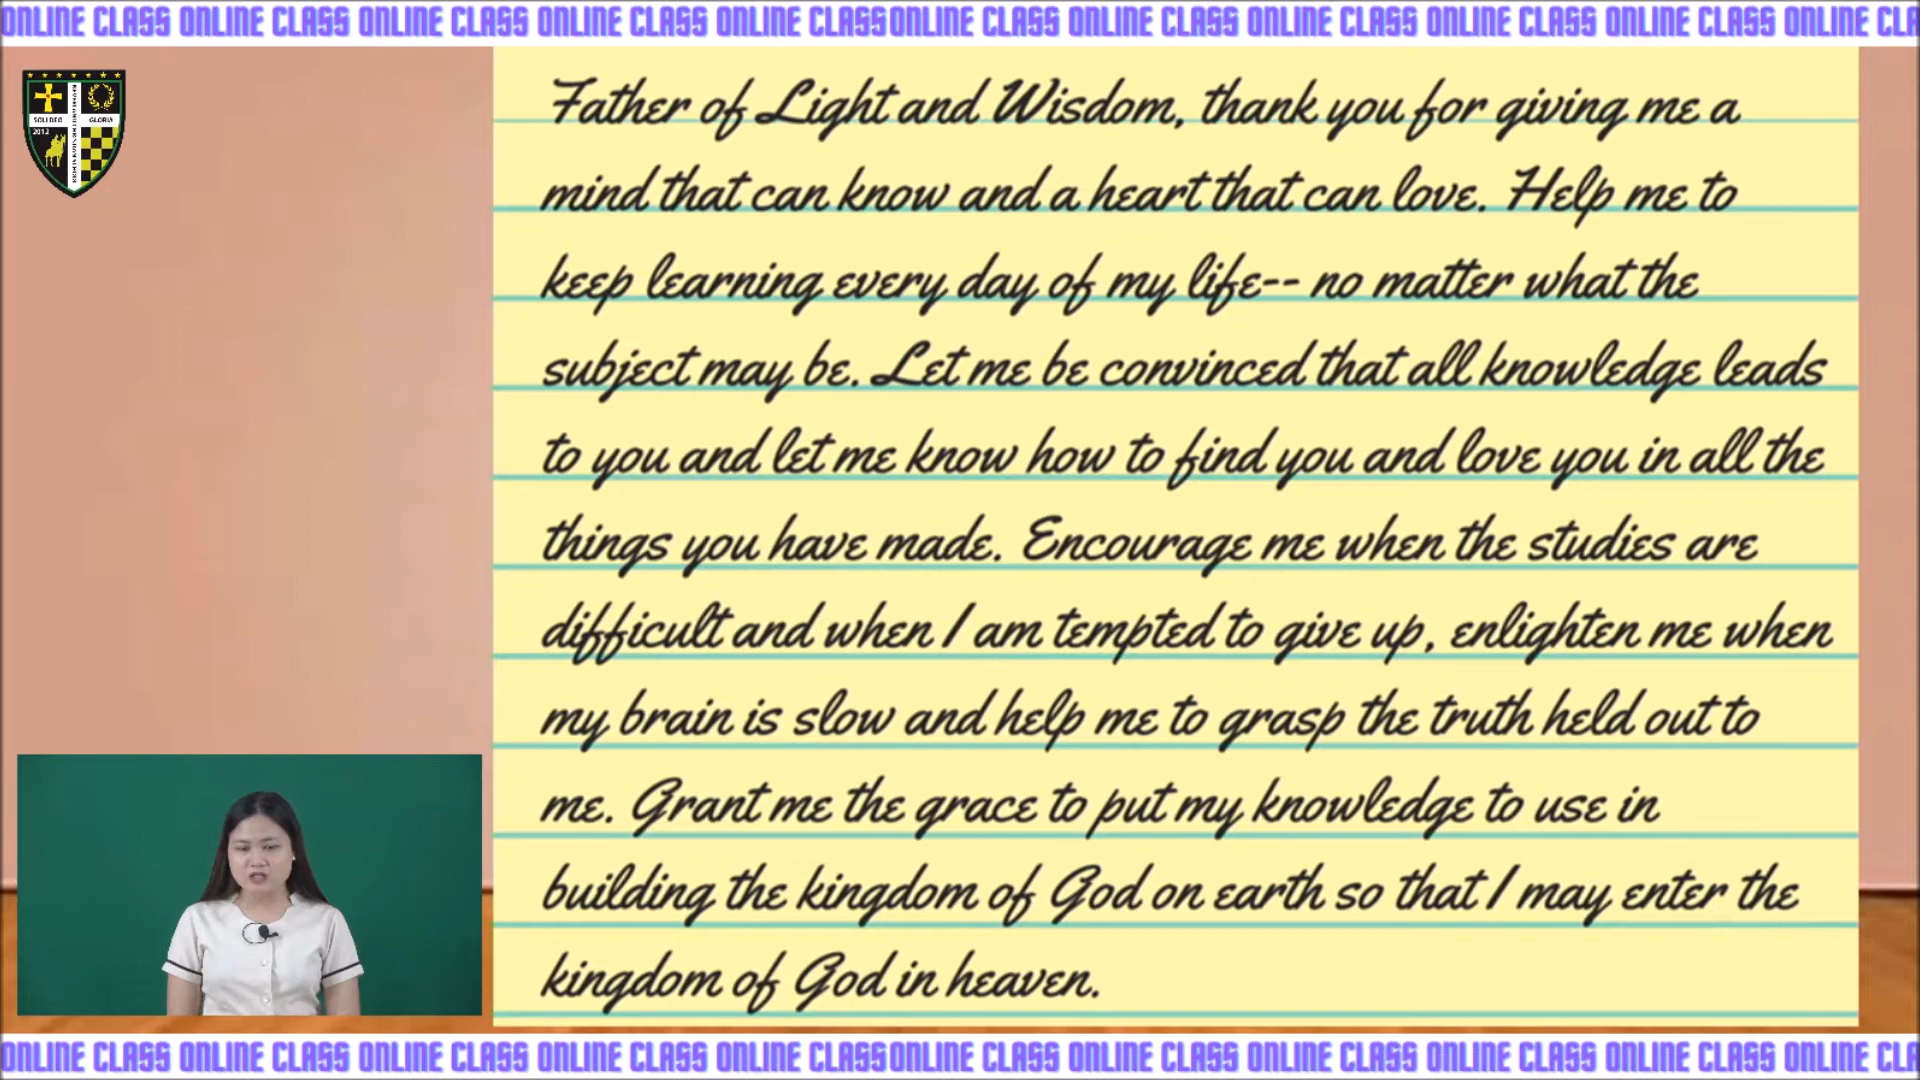 ONLINE CLASS ONLINE CLASS ONLINE CLASS ONLINE CLASS ONLINE CLASS ONLINE CLASS ONLINE CLASS ONLINE CLASS ONLINE CLASS ONLINE CLASS ONLINE CL
SOLI DEO GLORIA
2012
Father of Light and Wisdom, thank you for giving me a
mind that can know and a heart that can love. Help me to
keep learning every day of my life-- no matter what the
subject may be. Let me be convinced that all knowledge leads
to you and let me know how to find you and love you in all the
things you have made. Encourage me when the studies are
difficult and when I am tempted to give up, enlighten me when
my brain is slow and help me to grasp the truth held out to
me. Grant me the grace to put my knowledge to use in
building the kingdom of God on earth so that I may enter the
kingdom of God in heaven.
ONLINE CLASS ONLINE CLASS ONLINE CLASS ONLINE CLASS ONLINE CLASS ONLINE CLASS ONLINE CLASS ONLINE CLASS ONLINE CLASS ONLINE CLASS ONLINE CL